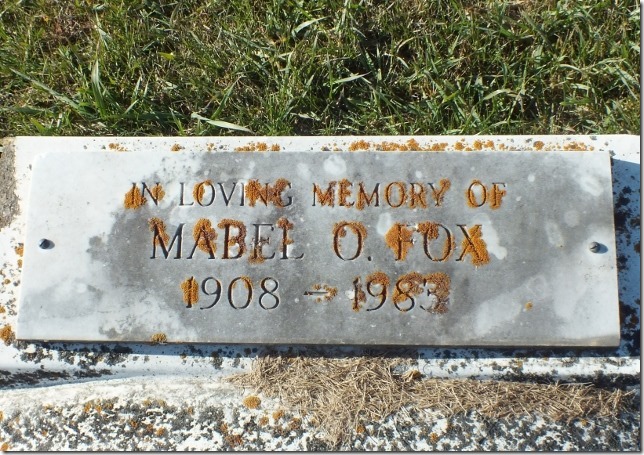 IN LOVING MEMORY OF
MABEL O. FOX
1908 - 1983